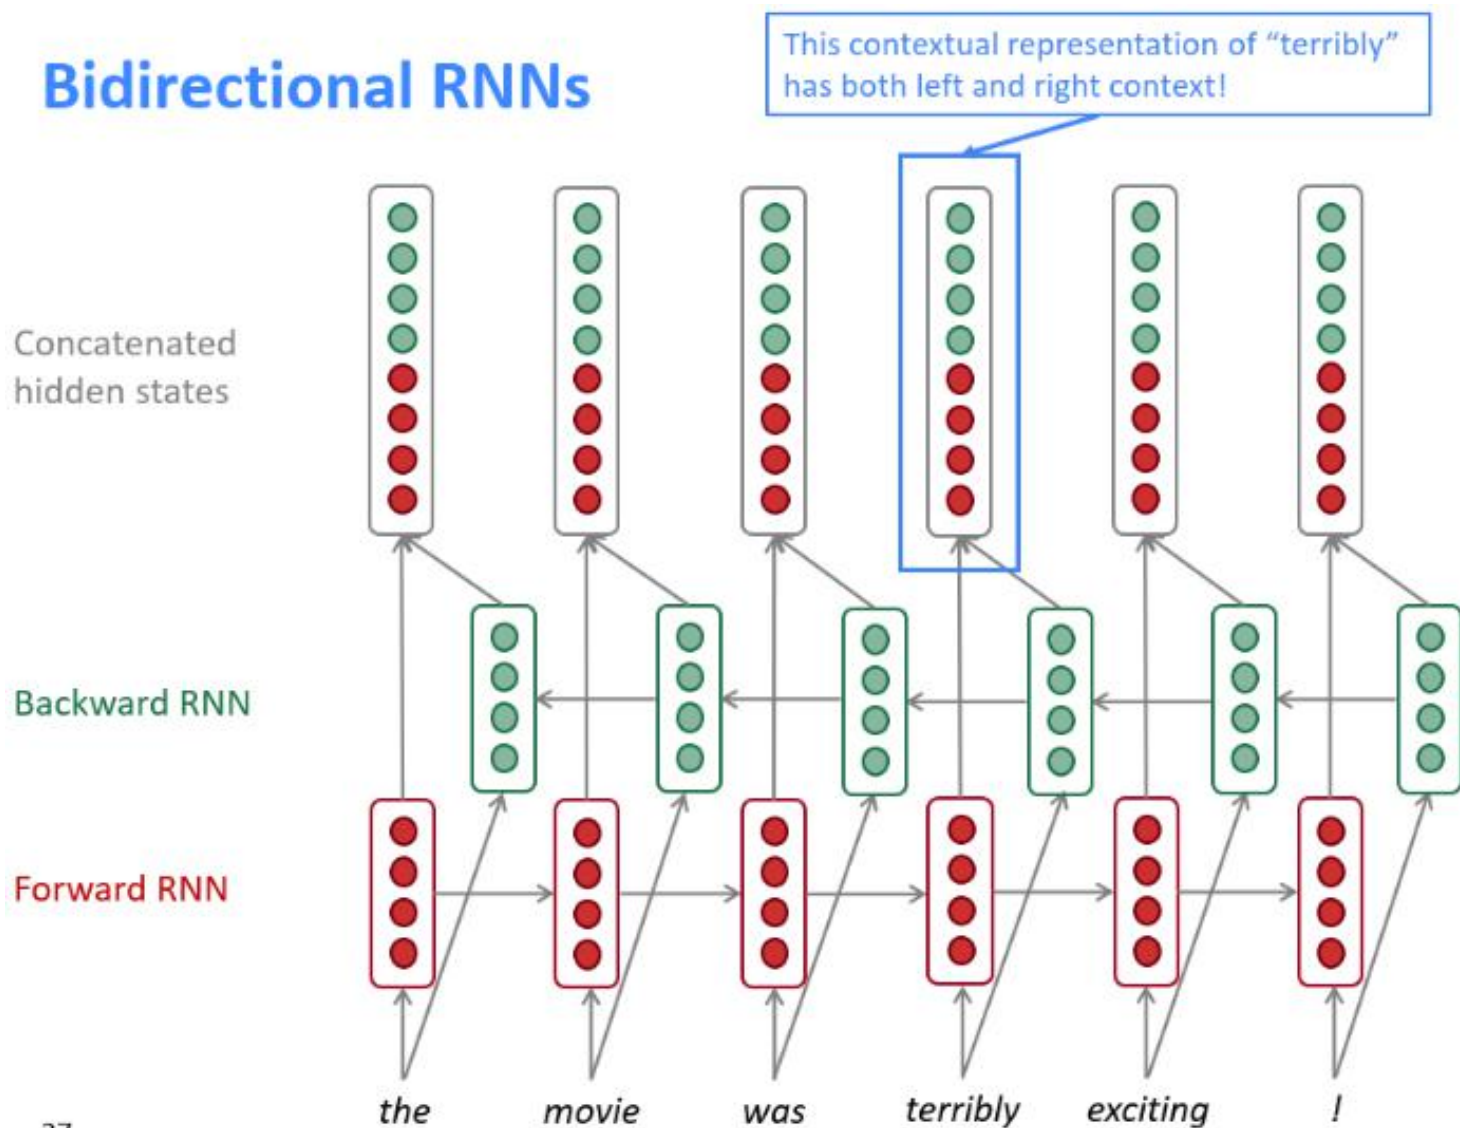 Bidirectional RNNs
This contextual representation of “terribly”
has both left and right context!
Concatenated
hidden states
Backward RNN
Forward RNN
the movie was terribly exciting !